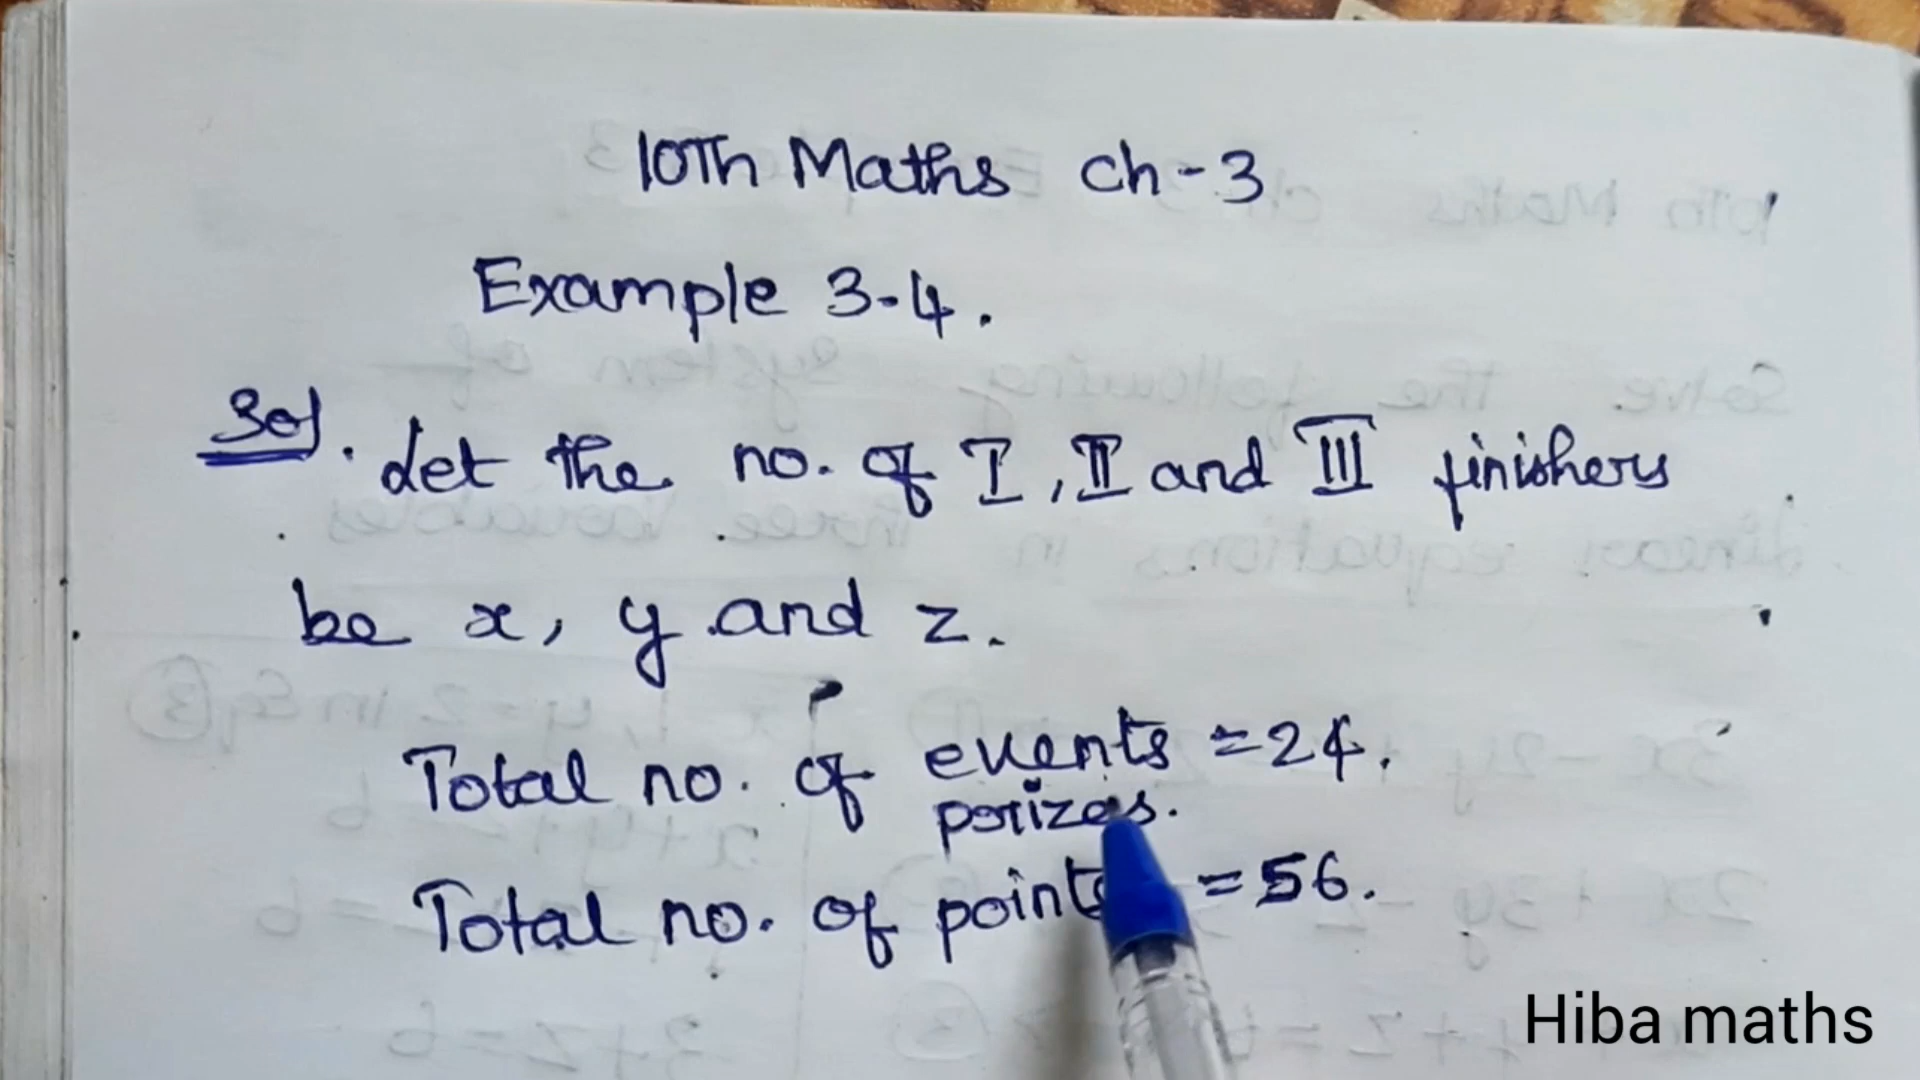 10Th Maths ch-3
Example 3.4.
Sol. Let the no. of I, II and III finishers
be x, y and z.
Total no. of events = 24.
prizes.
Total no. of points = 56.
Hiba maths